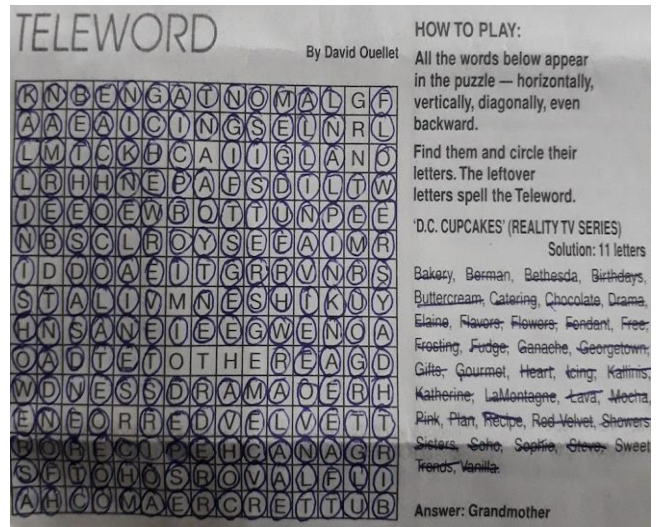 TELEWORD
By David Ouellet
K N B E N G A T N O M A L G F
A A E A I C I N G S E L N R L
L M T C K H C A I I G L A N O
L R H H N E P A F S D I L T W
I E E O E W R O T T U N P E E
N B S C L R O Y S E F A I M R
I D D O A E I T G R R V N R S
S T A L I V M N E S H I K U Y
H N S A N E I E E G W E N O A
O A D T E T O T H E R E A G D
W D N E S S D R A M A O E R H
E N E O R R E D V E L V E T T
O R E C I P E H C A N A G R
S F T O H O S R O V A L F L I
A H C O M A E R C R E T T U B
HOW TO PLAY:
All the words below appear
in the puzzle — horizontally,
vertically, diagonally, even
backward.
Find them and circle their
letters. The leftover
letters spell the Teleword.
'D.C. CUPCAKES' (REALITY TV SERIES)
Solution: 11 letters
Bakery, Berman, Bethesda, Birthdays,
Buttercream, Catering, Chocolate, Drama,
Elaine, Flavors, Flowers, Fondant, Free,
Frosting, Fudge, Ganache, Georgetown,
Gifts, Gourmet, Heart, Icing, Kallinis,
Katherine, LaMontagne, Lava, Mocha,
Pink, Plan, Recipe, Red Velvet, Showers
Sisters, Soho, Sophie, Steve, Sweet
Trends, Vanilla.
Answer: Grandmother